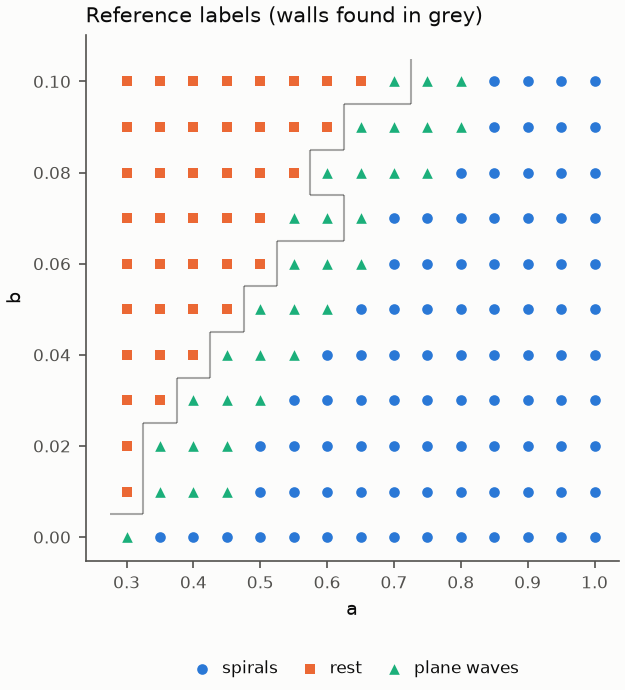 Reference labels (walls found in grey)
0.10
0.08
0.06
b
0.04
0.02
0.00
0.3 0.4 0.5 0.6 0.7 0.8 0.9 1.0
a
spirals rest plane waves